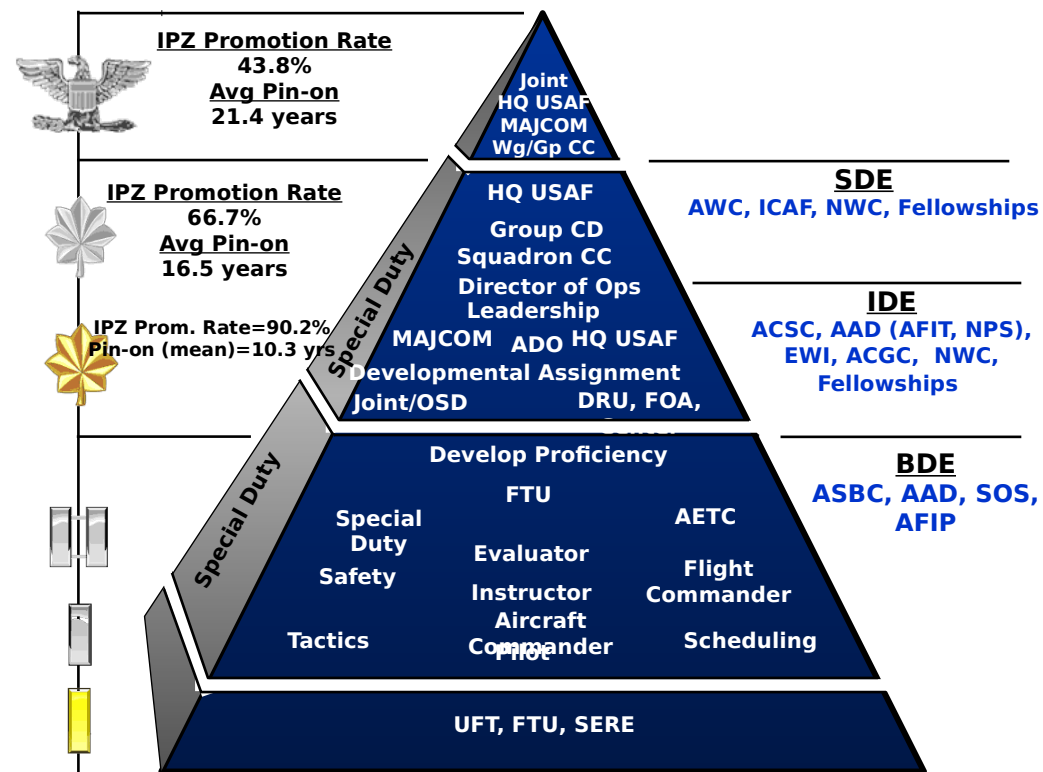 IPZ Promotion Rate
43.8%
Avg Pin-on
21.4 years
Joint
HQ USAF
MAJCOM
Wg/Gp CC
IPZ Promotion Rate
66.7%
Avg Pin-on
16.5 years
IPZ Prom. Rate=90.2%
Pin-on (mean)=10.3 yrs
Special Duty
HQ USAF
Group CD
Squadron CC
Director of Ops
Leadership
MAJCOM ADO HQ USAF
Developmental Assignment
Joint/OSD DRU, FOA,
SDE
AWC, ICAF, NWC, Fellowships
IDE
ACSC, AAD (AFIT, NPS),
EWI, ACGC, NWC,
Fellowships
Special Duty
Develop Proficiency
FTU
Special
Duty
AETC
Evaluator
Safety
Flight
Commander
Instructor
Aircraft
Commander
Pilot
Tactics
Scheduling
BDE
ASBC, AAD, SOS,
AFIP
UFT, FTU, SERE